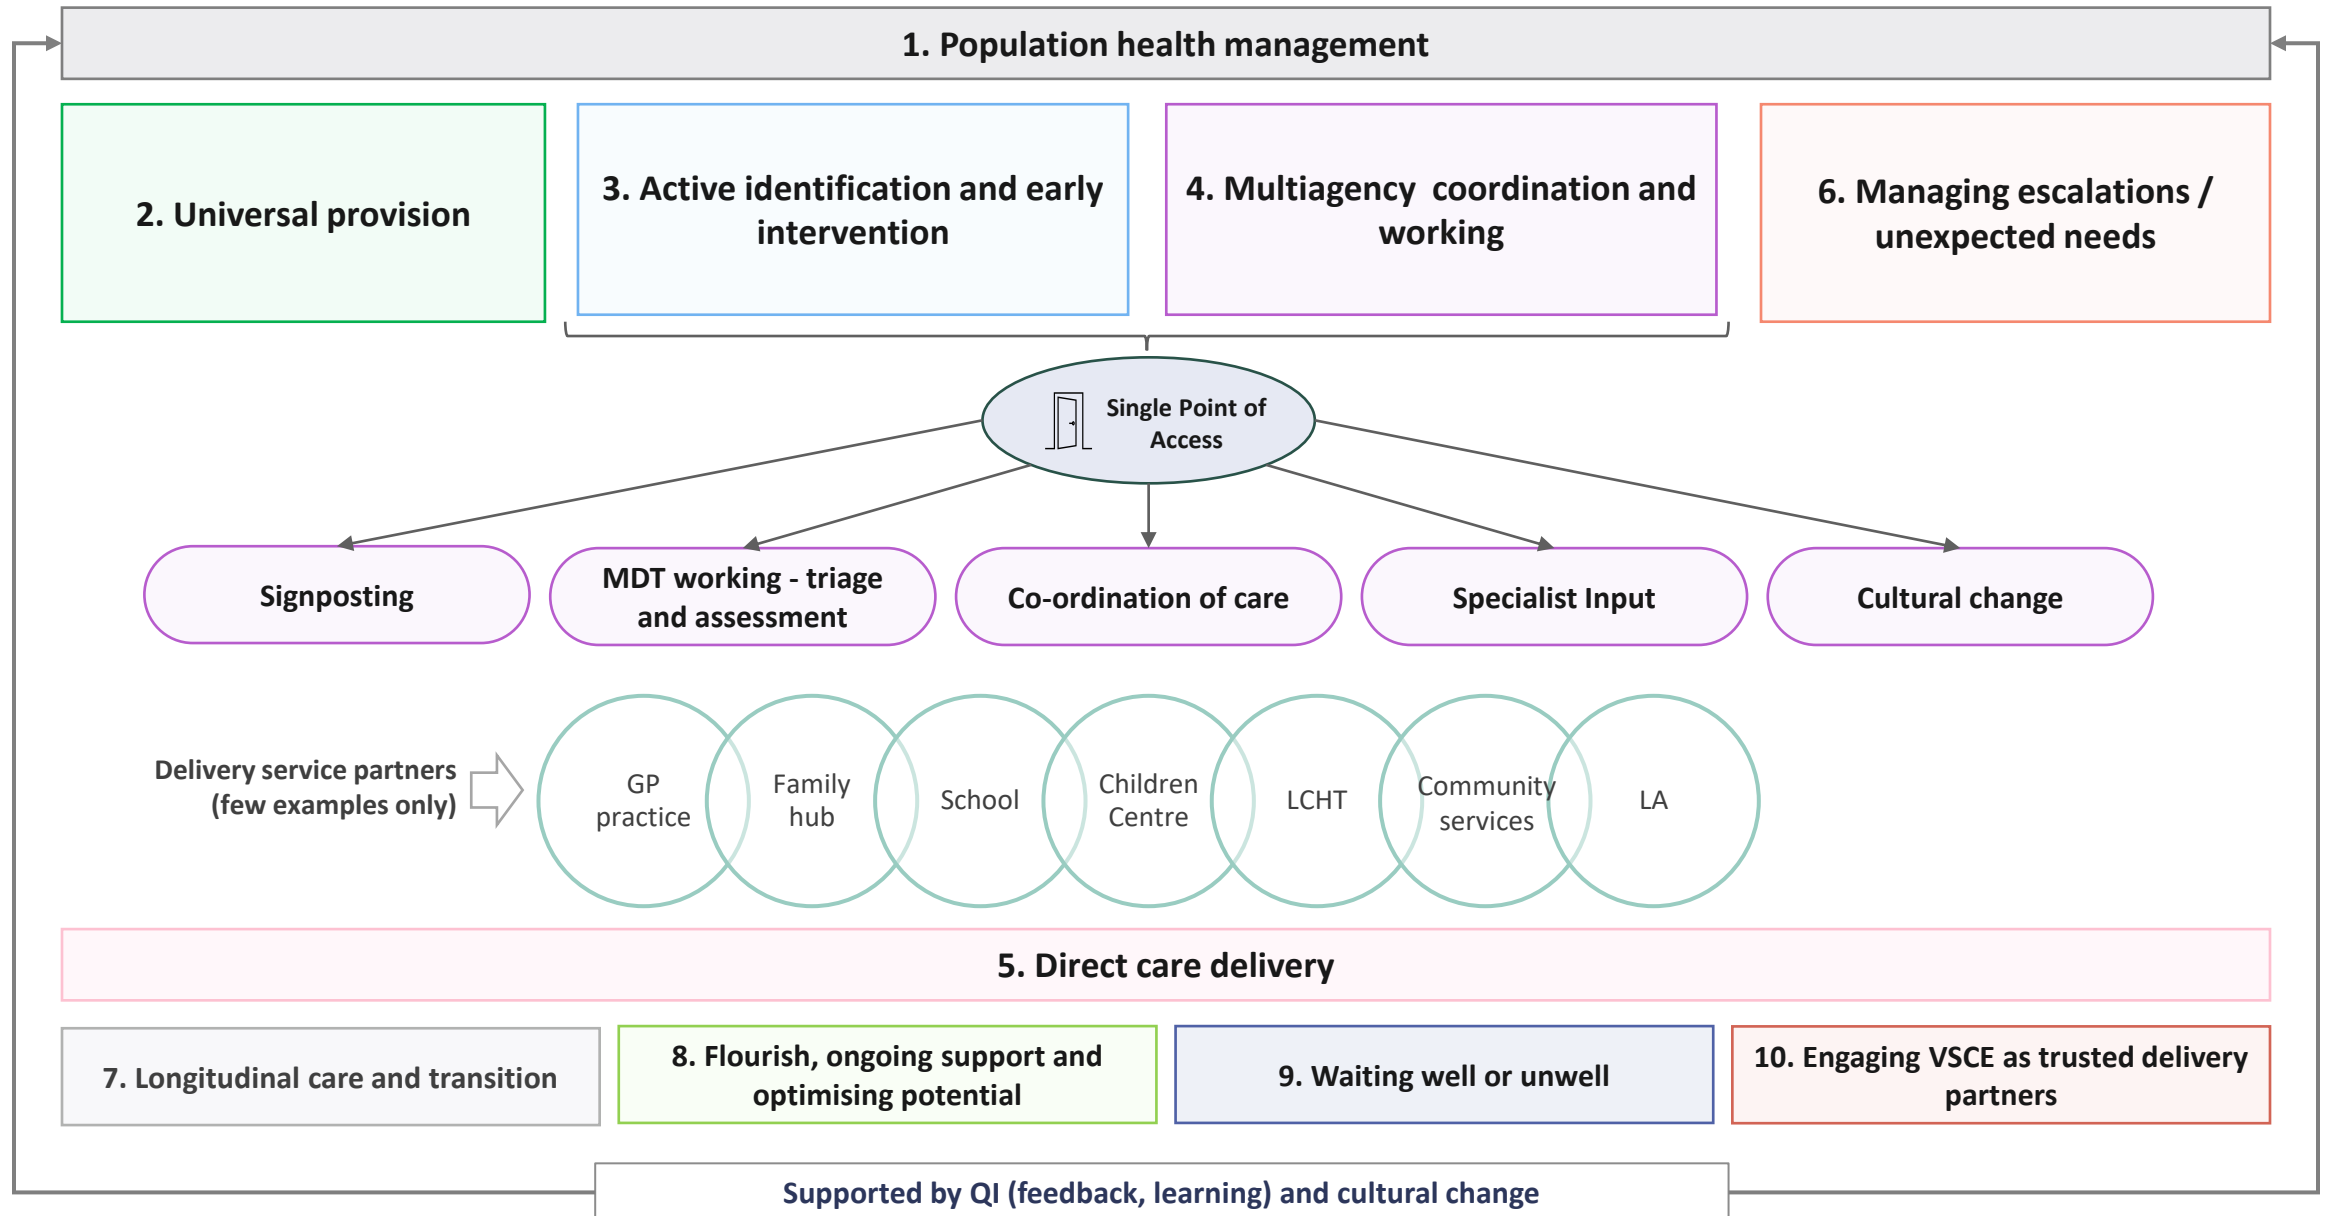 1. Population health management
2. Universal provision
3. Active identification and early
intervention
4. Multiagency  coordination and
working
6. Managing escalations /
unexpected needs
Single Point of
Access
Signposting
MDT working - triage
and assessment
Co-ordination of care
Specialist Input
Cultural change
Delivery service partners
(few examples only)
GP
practice
Family
hub
School
Children
Centre
LCHT
Community
services
LA
5. Direct care delivery
7. Longitudinal care and transition
8. Flourish, ongoing support and
optimising potential
9. Waiting well or unwell
10. Engaging VSCE as trusted delivery
partners
Supported by QI (feedback, learning) and cultural change